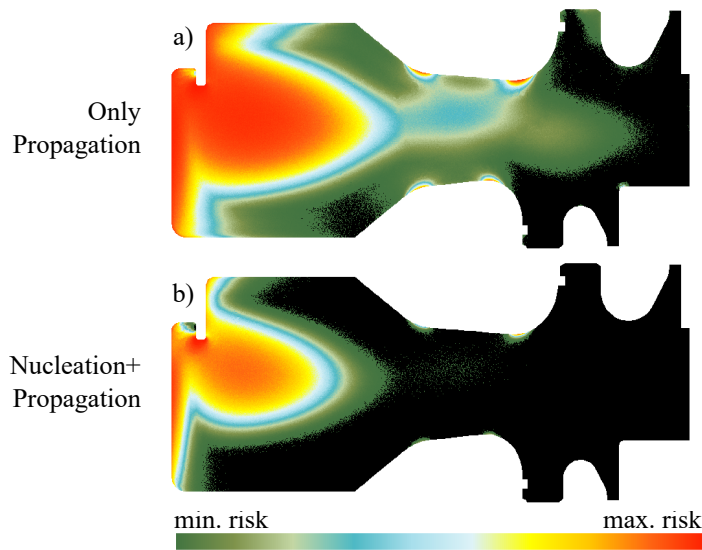 a)
Only
Propagation
b)
Nucleation+
Propagation
min. risk
max. risk